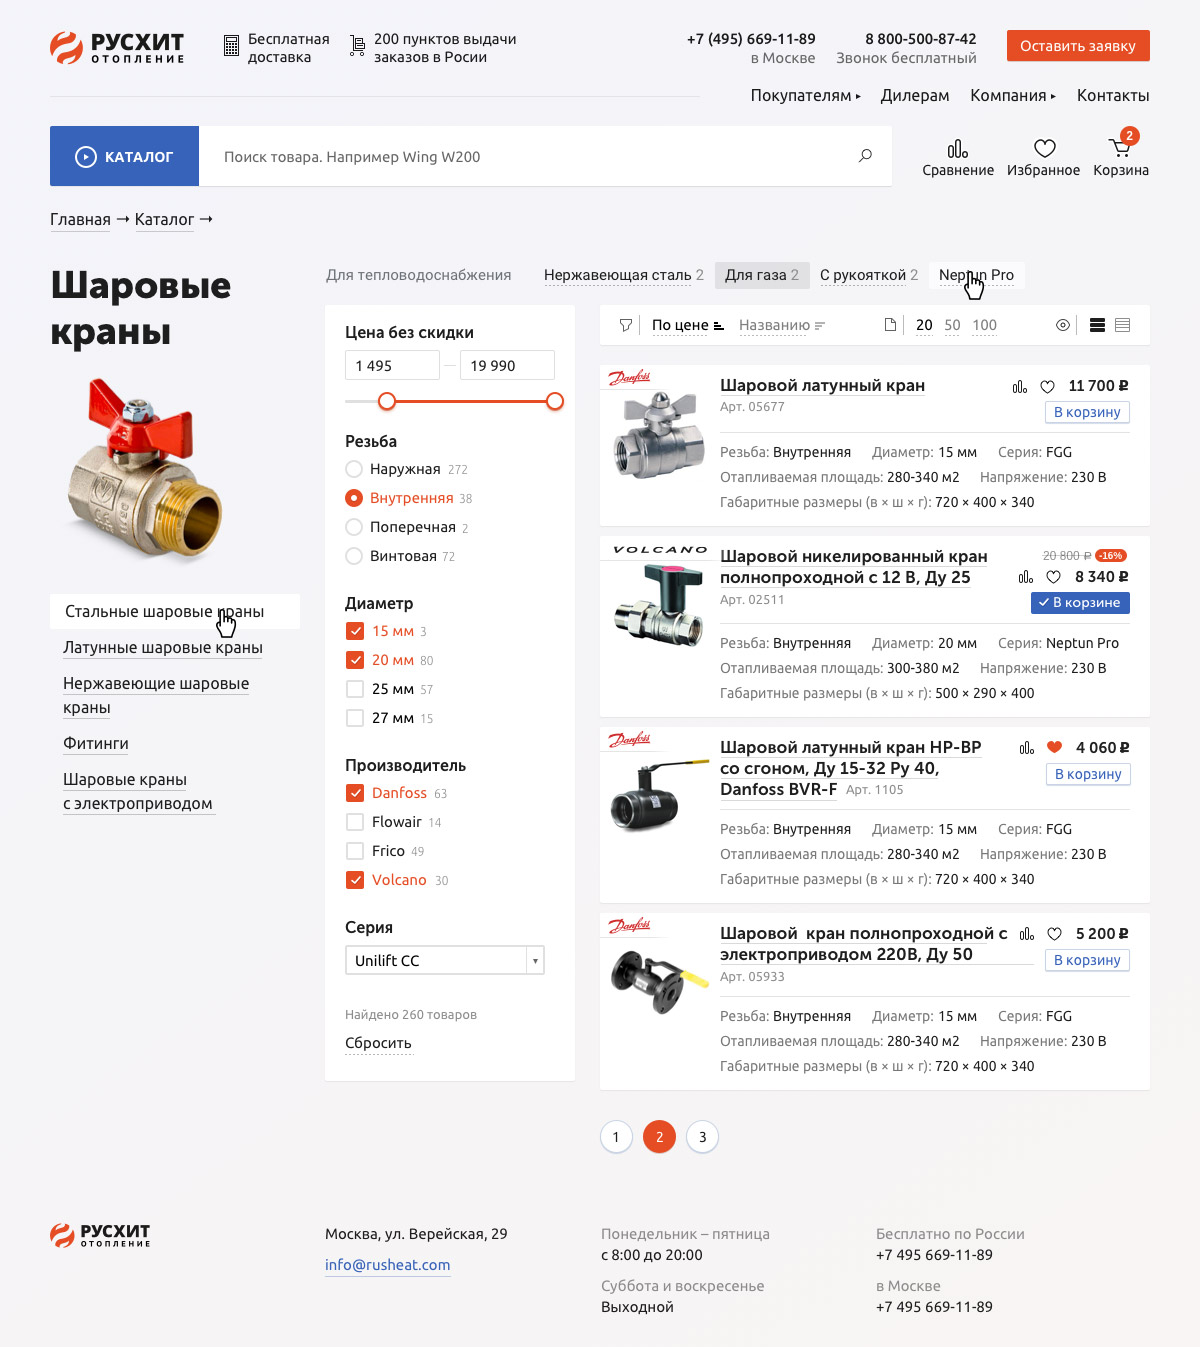 РУСХИТ
ОТОПЛЕНИЕ
Бесплатная
доставка
200 пунктов выдачи
заказов в Росии
+7 (495) 669-11-89
в Москве
8 800-500-87-42
Звонок бесплатный
Оставить заявку
Покупателям ▸ Дилерам Компания ▸ Контакты
КАТАЛОГ
Поиск товара. Например Wing W200
Сравнение
Избранное
2
Корзина
Главная → Каталог →
Шаровые
краны
Стальные шаровые краны
Латунные шаровые краны
Нержавеющие шаровые
краны
Фитинги
Шаровые краны
с электроприводом
Для тепловодоснабжения Нержавеющая сталь 2 Для газа 2 С рукояткой 2 Neptun Pro
Цена без скидки
1 495 — 19 990
Резьба
Наружная 272
Внутренняя 38
Поперечная 2
Винтовая 72
Диаметр
15 мм 3
20 мм 80
25 мм 57
27 мм 15
Производитель
Danfoss 63
Flowair 14
Frico 49
Volcano 30
Серия
Unilift CC
Найдено 260 товаров
Сбросить
По цене Названию 20 50 100
Danfoss
Шаровой латунный кран
Арт. 05677
11 700 ₽
В корзину
Резьба: Внутренняя Диаметр: 15 мм Серия: FGG
Отапливаемая площадь: 280-340 м2 Напряжение: 230 В
Габаритные размеры (в × ш × г): 720 × 400 × 340
VOLCANO
Шаровой никелированный кран
полнопроходной с 12 В, Ду 25
Арт. 02511
20 800 ₽ -16%
8 340 ₽
В корзине
Резьба: Внутренняя Диаметр: 20 мм Серия: Neptun Pro
Отапливаемая площадь: 300-380 м2 Напряжение: 230 В
Габаритные размеры (в × ш × г): 500 × 290 × 400
Danfoss
Шаровой латунный кран НР-ВР
со сгоном, Ду 15-32 Ру 40,
Danfoss BVR-F Арт. 1105
4 060 ₽
В корзину
Резьба: Внутренняя Диаметр: 15 мм Серия: FGG
Отапливаемая площадь: 280-340 м2 Напряжение: 230 В
Габаритные размеры (в × ш × г): 720 × 400 × 340
Danfoss
Шаровой  кран полнопроходной с
электроприводом 220В, Ду 50
Арт. 05933
5 200 ₽
В корзину
Резьба: Внутренняя Диаметр: 15 мм Серия: FGG
Отапливаемая площадь: 280-340 м2 Напряжение: 230 В
Габаритные размеры (в × ш × г): 720 × 400 × 340
1 2 3
РУСХИТ
ОТОПЛЕНИЕ
Москва, ул. Верейская, 29
info@rusheat.com
Понедельник – пятница
с 8:00 до 20:00
Суббота и воскресенье
Выходной
Бесплатно по России
+7 495 669-11-89
в Москве
+7 495 669-11-89